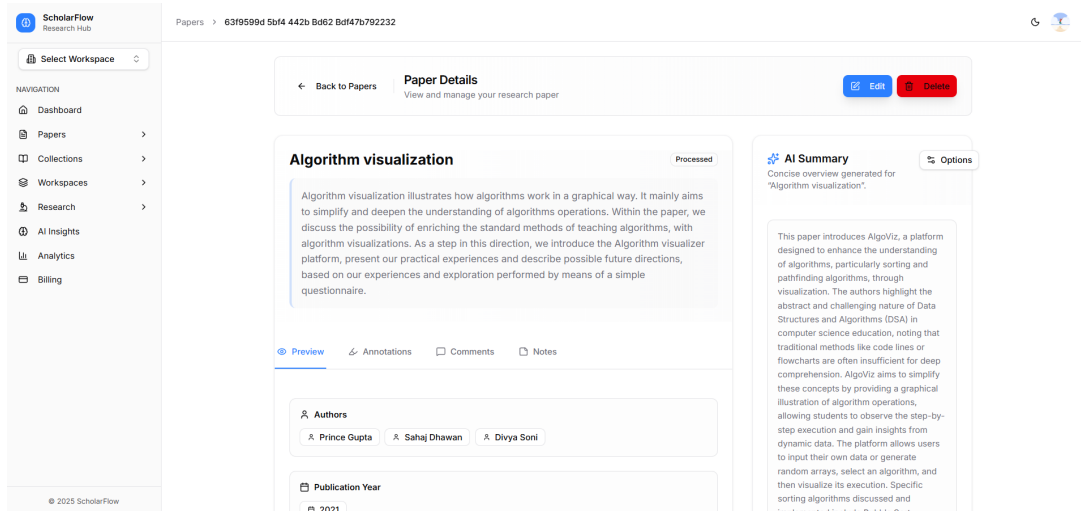 ScholarFlow
Research Hub
Select Workspace
NAVIGATION
Dashboard
Papers
Collections
Workspaces
Research
AI Insights
Analytics
Billing
© 2025 ScholarFlow
Papers > 63f9599d 5bf4 442b Bd62 Bdf47b792232
Back to Papers
Paper Details
View and manage your research paper
Edit
Delete
Algorithm visualization
Processed
Algorithm visualization illustrates how algorithms work in a graphical way. It mainly aims
to simplify and deepen the understanding of algorithms operations. Within the paper, we
discuss the possibility of enriching the standard methods of teaching algorithms, with
algorithm visualizations. As a step in this direction, we introduce the Algorithm visualizer
platform, present our practical experiences and describe possible future directions,
based on our experiences and exploration performed by means of a simple
questionnaire.
Preview
Annotations
Comments
Notes
Authors
Prince Gupta
Sahaj Dhawan
Divya Soni
Publication Year
2021
AI Summary
Options
Concise overview generated for
"Algorithm visualization".
This paper introduces AlgoViz, a platform
designed to enhance the understanding
of algorithms, particularly sorting and
pathfinding algorithms, through
visualization. The authors highlight the
abstract and challenging nature of Data
Structures and Algorithms (DSA) in
computer science education, noting that
traditional methods like code lines or
flowcharts are often insufficient for deep
comprehension. AlgoViz aims to simplify
these concepts by providing a graphical
illustration of algorithm operations,
allowing students to observe the step-by-
step execution and gain insights from
dynamic data. The platform allows users
to input their own data or generate
random arrays, select an algorithm, and
then visualize its execution. Specific
sorting algorithms discussed and